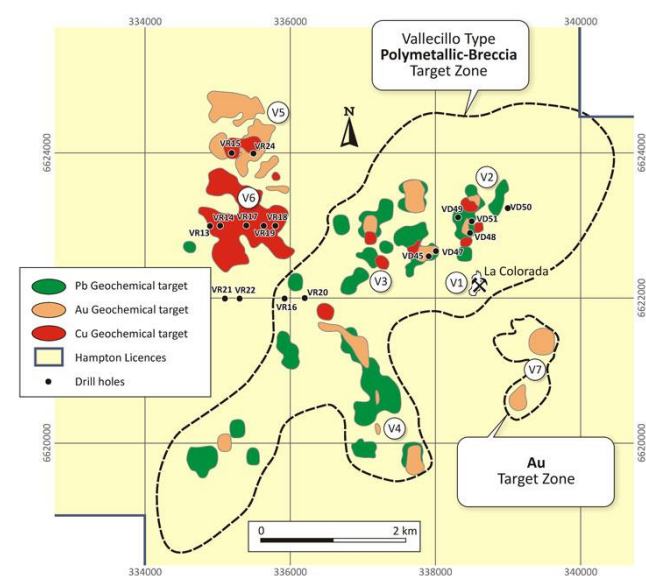 334000
336000
340000
Vallecillo Type
Polymetallic-Breccia
Target Zone
N
V5
6624000
6624000
VR15
VR24
V2
V6
VR14
VR17
VR18
VR13
VR19
VD49
VD50
VD51
VD48
VD47
VD45
V3
V1
La Colorada
Pb Geochemical target
Au Geochemical target
Cu Geochemical target
Hampton Licences
Drill holes
VR21
VR22
VR16
VR20
6622000
V7
V4
6620000
6620000
Au
Target Zone
0
2 km
334000
336000
338000
340000